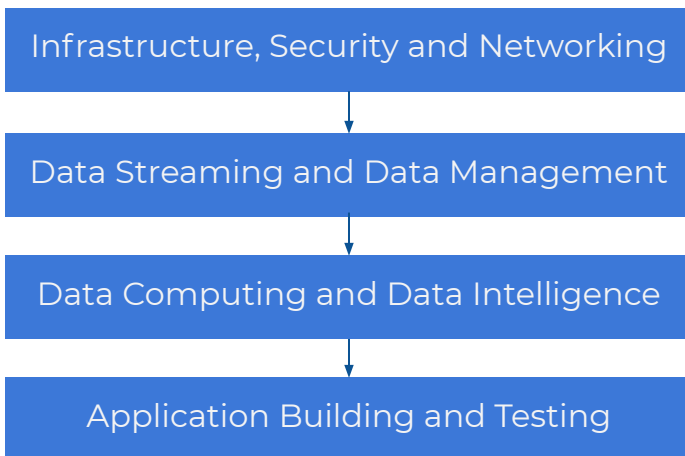 Infrastructure, Security and Networking
Data Streaming and Data Management
Data Computing and Data Intelligence
Application Building and Testing